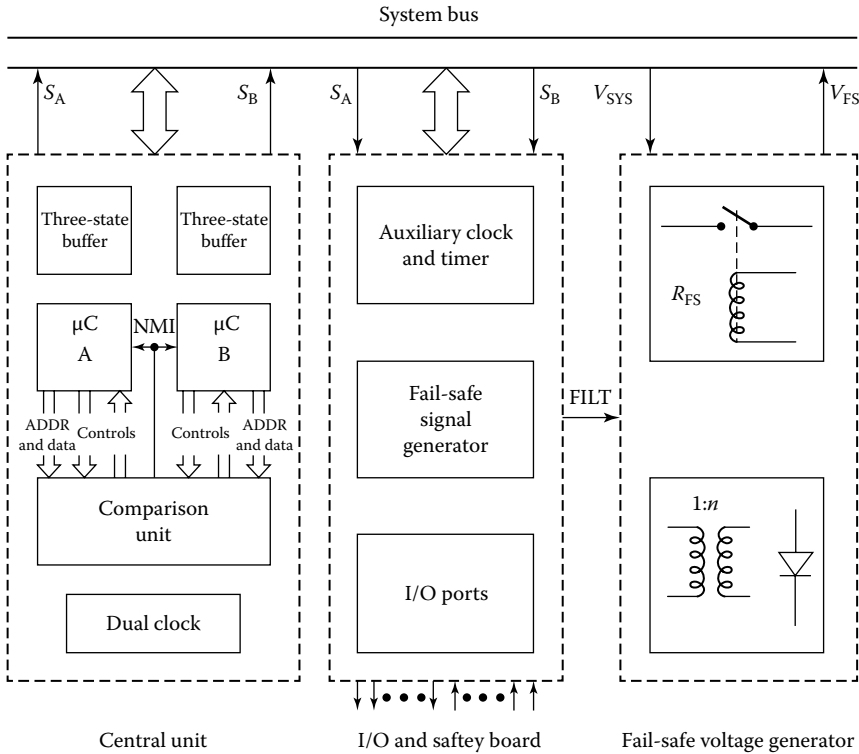 System bus
S_A
S_B
S_A
S_B
V_SYS
V_FS
Three-state
buffer
Three-state
buffer
µC
A
NMI
µC
B
ADDR
and data
Controls
Controls
ADDR
and data
Comparison
unit
Dual clock
Auxiliary clock
and timer
Fail-safe
signal
generator
I/O ports
FILT
R_FS
1:n
Central unit
I/O and saftey board
Fail-safe voltage generator